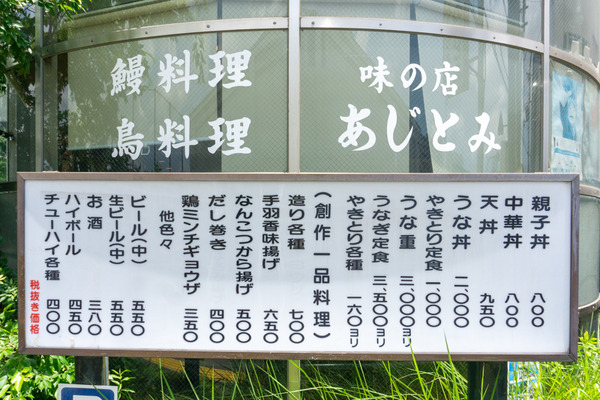 味の店
あじとみ
鰻料理
鳥料理
親子丼 八〇〇
中華丼 八〇〇
天丼 九五〇
うな丼 二、〇〇〇
やきとり定食 一、〇〇〇
うな重 三、〇〇〇ヨリ
うなぎ定食 三、五〇〇ヨリ
やきとり各種 一六〇ヨリ
(創作一品料理)
造り各種 七〇〇
手羽香味揚げ 六五〇
なんこつから揚げ 五〇〇
だし巻き 四〇〇
鶏ミンチギョウザ 三五〇
他色々
ビール(中) 五五〇
生ビール(中) 五五〇
お酒 三八〇
ハイボール 四五〇
チューハイ各種 四〇〇
税抜き価格
P